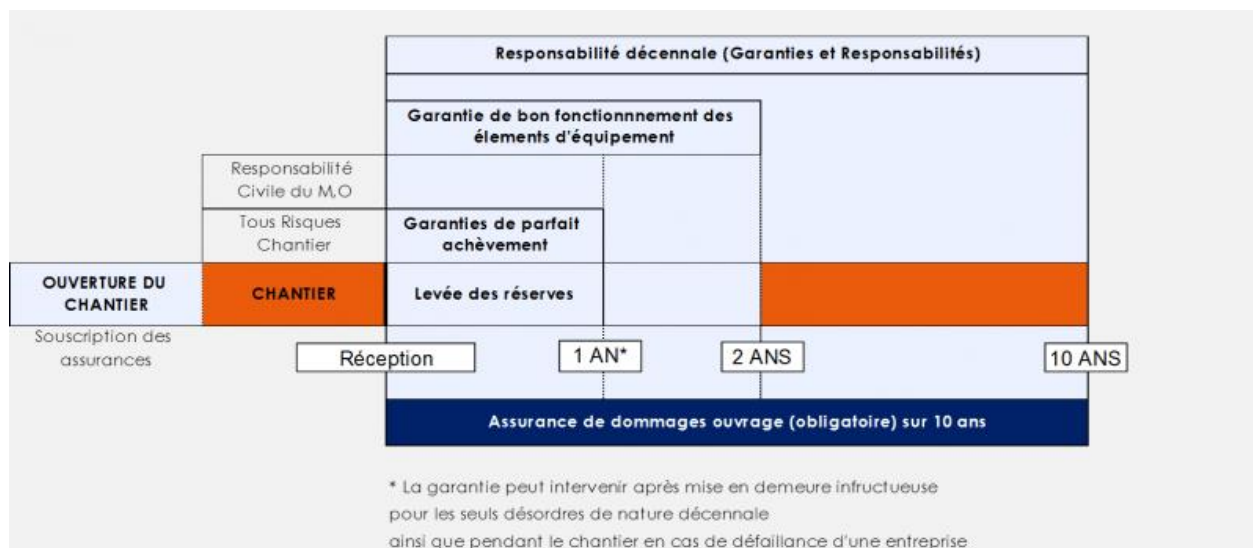 Responsabilité décennale (Garanties et Responsabilités)
Garantie de bon fonctionnnement des
élements d'équipement
Responsabilité
Civile du M,O
Tous Risques
Chantier
Garanties de parfait
achèvement
OUVERTURE DU
CHANTIER
CHANTIER
Levée des réserves
Souscription des
assurances
Réception
1 AN*
2 ANS
10 ANS
Assurance de dommages ouvrage (obligatoire) sur 10 ans
* La garantie peut intervenir après mise en demeure infructueuse
pour les seuls désordres de nature décennale
ainsi que pendant le chantier en cas de défaillance d'une entreprise